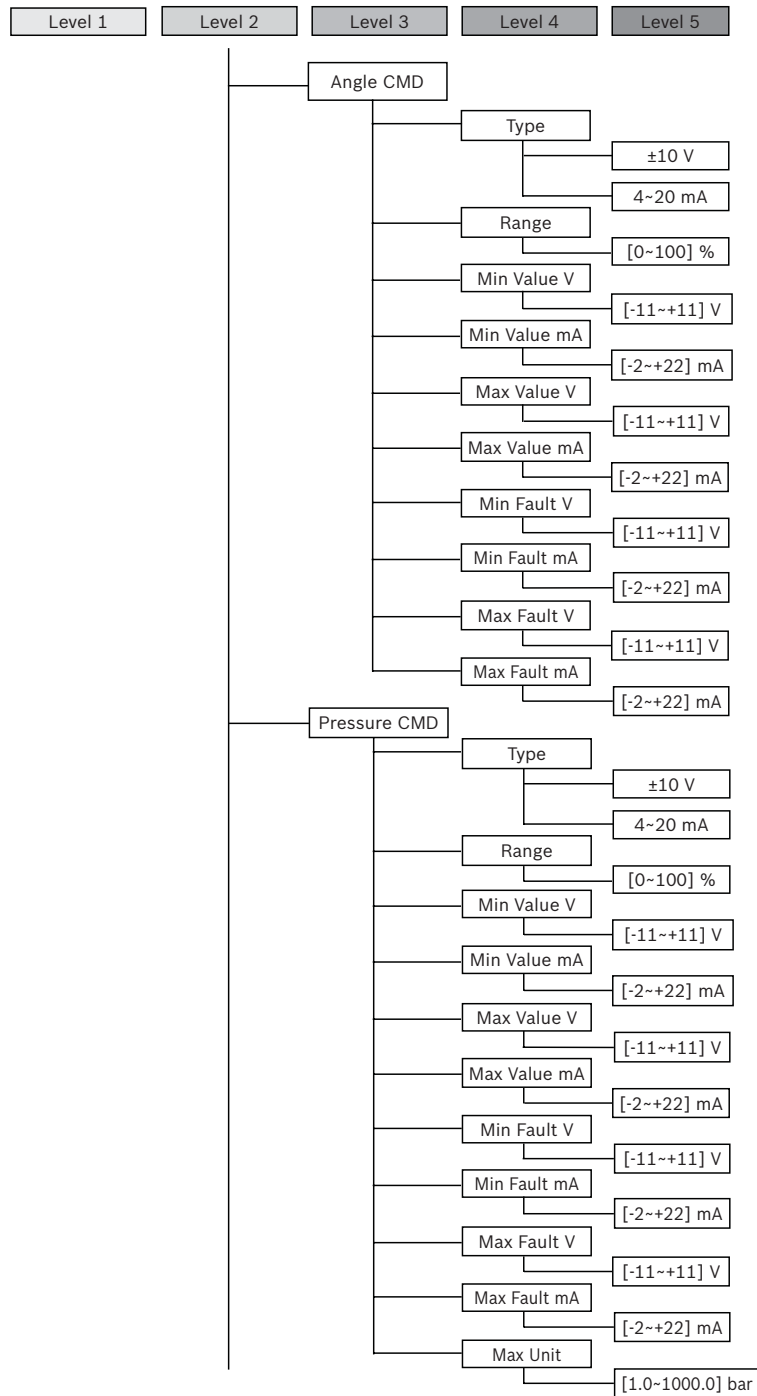 Level 1
Level 2
Level 3
Level 4
Level 5
Angle CMD
Type
±10 V
4~20 mA
Range
[0~100] %
Min Value V
[-11~+11] V
Min Value mA
[-2~+22] mA
Max Value V
[-11~+11] V
Max Value mA
[-2~+22] mA
Min Fault V
[-11~+11] V
Min Fault mA
[-2~+22] mA
Max Fault V
[-11~+11] V
Max Fault mA
[-2~+22] mA
Pressure CMD
Type
±10 V
4~20 mA
Range
[0~100] %
Min Value V
[-11~+11] V
Min Value mA
[-2~+22] mA
Max Value V
[-11~+11] V
Max Value mA
[-2~+22] mA
Min Fault V
[-11~+11] V
Min Fault mA
[-2~+22] mA
Max Fault V
[-11~+11] V
Max Fault mA
[-2~+22] mA
Max Unit
[1.0~1000.0] bar